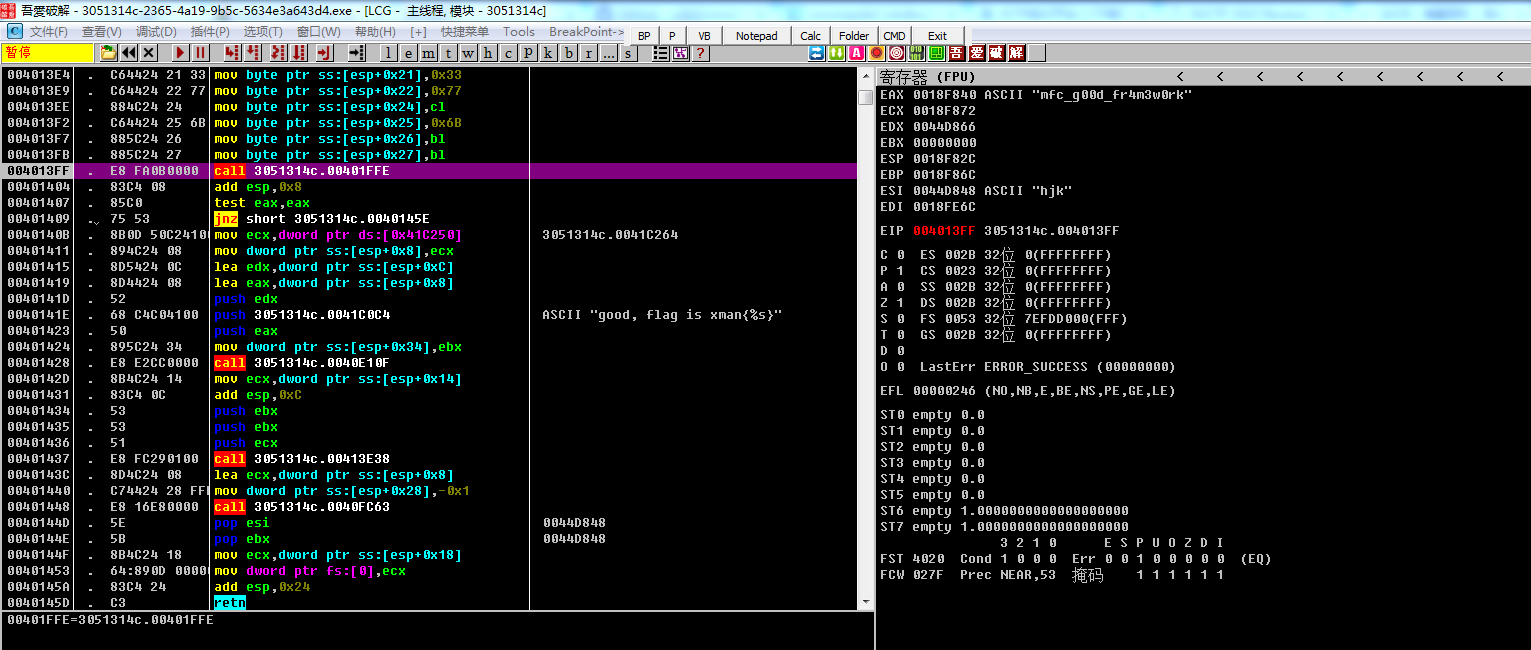 吾愛破解 - 3051314c-2365-4a19-9b5c-5634e3a643d4.exe - [LCG - 主线程, 模块 - 3051314c]
C 文件(F) 查看(V) 调试(D) 插件(P) 选项(T) 窗口(W) 帮助(H) [+] 快捷菜单 Tools BreakPoint-> BP P VB Notepad Calc Folder CMD Exit
暂停 l e m t w h c p k b r ... s ? A 吾 爱 破 解
004013E4 . C64424 21 33 mov byte ptr ss:[esp+0x21],0x33
004013E9 . C64424 22 77 mov byte ptr ss:[esp+0x22],0x77
004013EE . 884C24 24 mov byte ptr ss:[esp+0x24],cl
004013F2 . C64424 25 6B mov byte ptr ss:[esp+0x25],0x6B
004013F7 . 885C24 26 mov byte ptr ss:[esp+0x26],bl
004013FB . 885C24 27 mov byte ptr ss:[esp+0x27],bl
004013FF . E8 FA0B0000 call 3051314c.00401FFE
00401404 . 83C4 08 add esp,0x8
00401407 . 85C0 test eax,eax
00401409 . 75 53 jnz short 3051314c.0040145E
0040140B . 8B0D 50C24100 mov ecx,dword ptr ds:[0x41C250] 3051314c.0041C264
00401411 . 894C24 08 mov dword ptr ss:[esp+0x8],ecx
00401415 . 8D5424 0C lea edx,dword ptr ss:[esp+0xC]
00401419 . 8D4424 08 lea eax,dword ptr ss:[esp+0x8]
0040141D . 52 push edx
0040141E . 68 C4C04100 push 3051314c.0041C0C4 ASCII "good, flag is xman{%s}"
00401423 . 50 push eax
00401424 . 895C24 34 mov dword ptr ss:[esp+0x34],ebx
00401428 . E8 E2CC0000 call 3051314c.0040E10F
0040142D . 8B4C24 14 mov ecx,dword ptr ss:[esp+0x14]
00401431 . 83C4 0C add esp,0xC
00401434 . 53 push ebx
00401435 . 53 push ebx
00401436 . 51 push ecx
00401437 . E8 FC290100 call 3051314c.00413E38
0040143C . 8D4C24 08 lea ecx,dword ptr ss:[esp+0x8]
00401440 . C74424 28 FFI mov dword ptr ss:[esp+0x28],-0x1
00401448 . E8 16E80000 call 3051314c.0040FC63
0040144D . 5E pop esi 0044D848
0040144E . 5B pop ebx 0044D848
0040144F . 8B4C24 18 mov ecx,dword ptr ss:[esp+0x18]
00401453 . 64:890D 00000 mov dword ptr fs:[0],ecx
0040145A . 83C4 24 add esp,0x24
0040145D . C3 retn
00401FFE=3051314c.00401FFE
寄存器 (FPU) < < < < < < < < <
EAX 0018F840 ASCII "mfc_g00d_fr4m3w0rk"
ECX 0018F872
EDX 0044D866
EBX 00000000
ESP 0018F82C
EBP 0018F86C
ESI 0044D848 ASCII "hjk"
EDI 0018FE6C
EIP 004013FF 3051314c.004013FF
C 0 ES 002B 32位 0(FFFFFFFF)
P 1 CS 0023 32位 0(FFFFFFFF)
A 0 SS 002B 32位 0(FFFFFFFF)
Z 1 DS 002B 32位 0(FFFFFFFF)
S 0 FS 0053 32位 7EFDD000(FFF)
T 0 GS 002B 32位 0(FFFFFFFF)
D 0
O 0 LastErr ERROR_SUCCESS (00000000)
EFL 00000246 (NO,NB,E,BE,NS,PE,GE,LE)
ST0 empty 0.0
ST1 empty 0.0
ST2 empty 0.0
ST3 empty 0.0
ST4 empty 0.0
ST5 empty 0.0
ST6 empty 1.0000000000000000000
ST7 empty 1.0000000000000000000
3 2 1 0 E S P U O Z D I
FST 4020 Cond 1 0 0 0 Err 0 0 1 0 0 0 0 0 (EQ)
FCW 027F Prec NEAR,53 掩码 1 1 1 1 1 1